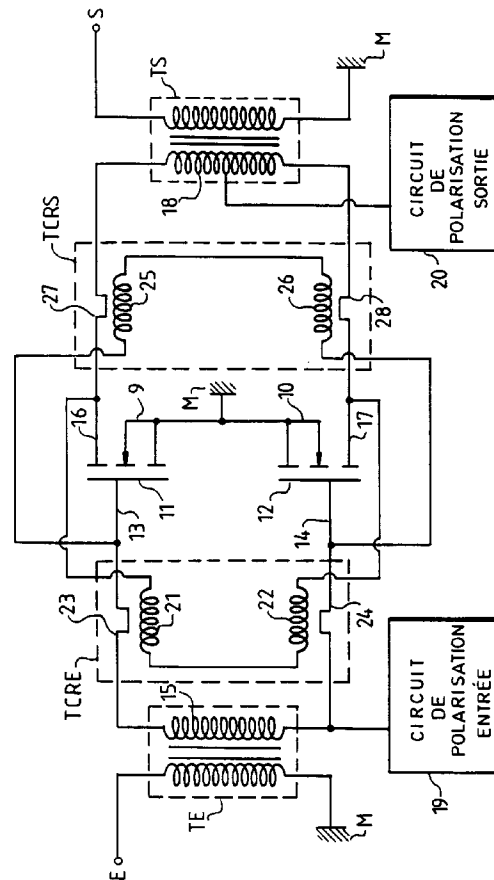 S
TS
M
18
CIRCUIT
DE
POLARISATION
SORTIE
20
TCRS
27
25
26
28
16
9
M
10
17
11
13
12
14
TCRE
23
21
22
24
15
TE
E
M
CIRCUIT
DE
POLARISATION
ENTRÉE
19